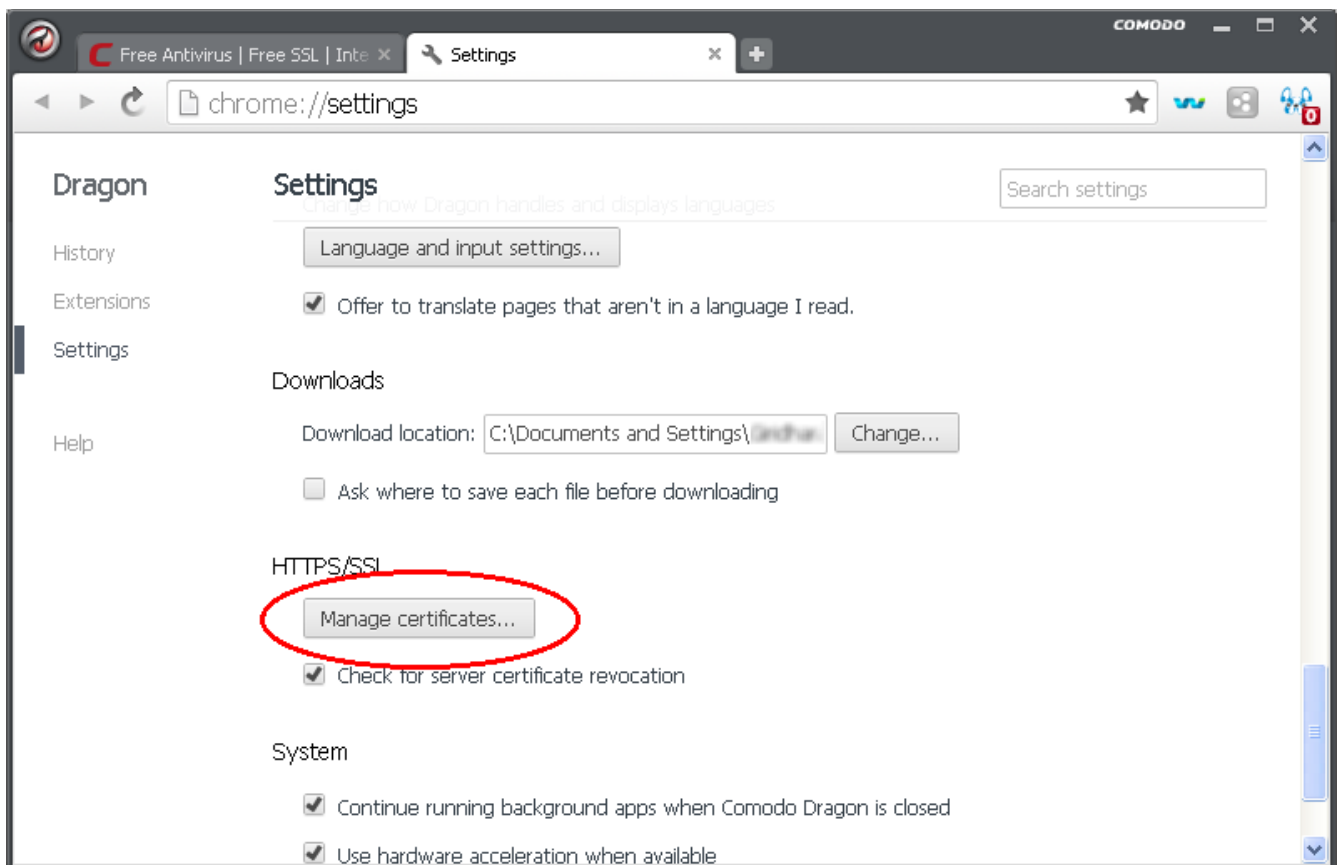 COMODO
Free Antivirus | Free SSL | Inte
Settings
chrome://settings
0
Dragon
Settings
Search settings
Change how Dragon handles and displays languages
History
Language and input settings...
Extensions
Offer to translate pages that aren't in a language I read.
Settings
Downloads
Help
Download location: C:\Documents and Settings\ Change...
Ask where to save each file before downloading
HTTPS/SSL
Manage certificates...
Check for server certificate revocation
System
Continue running background apps when Comodo Dragon is closed
Use hardware acceleration when available